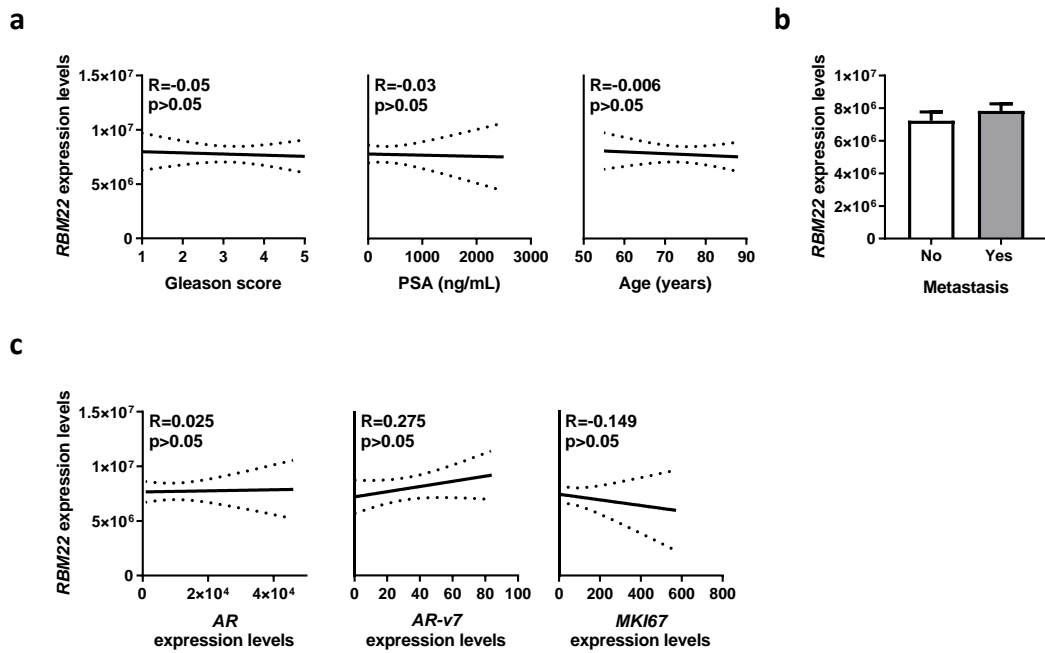 a
RBM22 expression levels
1.5×10⁷
1×10⁷
5×10⁶
0
R=-0.05
p>0.05
1 2 3 4 5
Gleason score
R=-0.03
p>0.05
0 1000 2000 3000
PSA (ng/mL)
R=-0.006
p>0.05
50 60 70 80 90
Age (years)
b
RBM22 expression levels
1×10⁷
8×10⁶
6×10⁶
4×10⁶
2×10⁶
0
No Yes
Metastasis
c
RBM22 expression levels
1.5×10⁷
1×10⁷
5×10⁶
0
R=0.025
p>0.05
0 2×10⁴ 4×10⁴
AR
expression levels
R=0.275
p>0.05
0 20 40 60 80 100
AR-v7
expression levels
R=-0.149
p>0.05
0 200 400 600 800
MKI67
expression levels